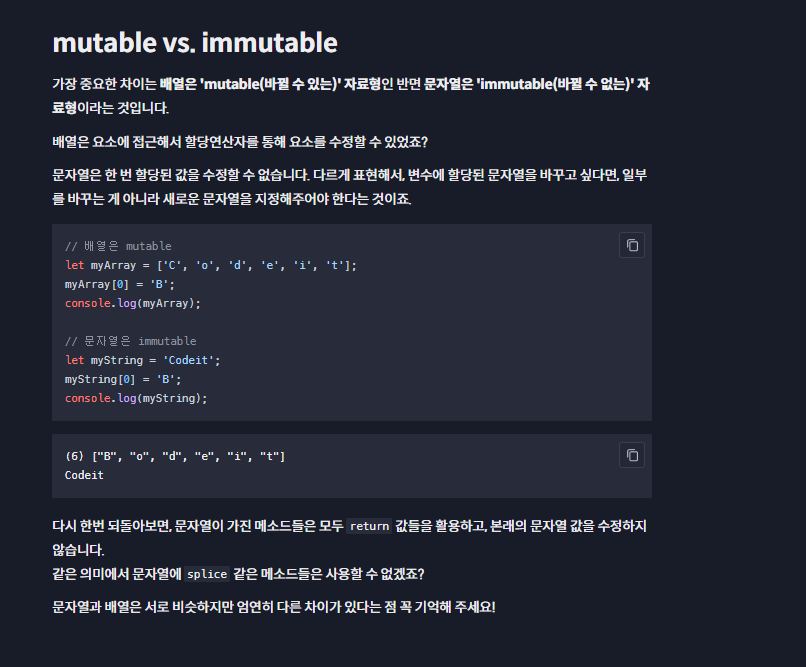 mutable vs. immutable
가장 중요한 차이는 배열은 'mutable(바뀔 수 있는)' 자료형인 반면 문자열은 'immutable(바뀔 수 없는)' 자
료형이라는 것입니다.
배열은 요소에 접근해서 할당연산자를 통해 요소를 수정할 수 있었죠?
문자열은 한 번 할당된 값을 수정할 수 없습니다. 다르게 표현해서, 변수에 할당된 문자열을 바꾸고 싶다면, 일부
를 바꾸는 게 아니라 새로운 문자열을 지정해주어야 한다는 것이죠.
// 배열은 mutable
let myArray = ['C', 'o', 'd', 'e', 'i', 't'];
myArray[0] = 'B';
console.log(myArray);
// 문자열은 immutable
let myString = 'Codeit';
myString[0] = 'B';
console.log(myString);
(6) ["B", "o", "d", "e", "i", "t"]
Codeit
다시 한번 되돌아보면, 문자열이 가진 메소드들은 모두 return 값들을 활용하고, 본래의 문자열 값을 수정하지
않습니다.
같은 의미에서 문자열에 splice 같은 메소드들은 사용할 수 없겠죠?
문자열과 배열은 서로 비슷하지만 엄연히 다른 차이가 있다는 점 꼭 기억해 주세요!